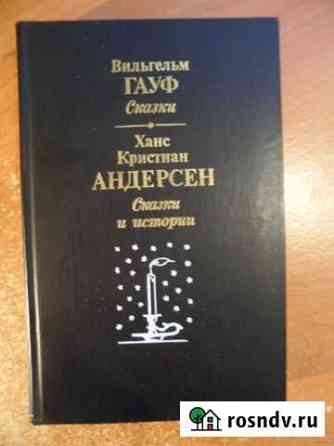 Вильгельм
ГАУФ
Сказки
Ханс
Кристиан
АНДЕРСЕН
Сказки
и истории
rosndv.ru